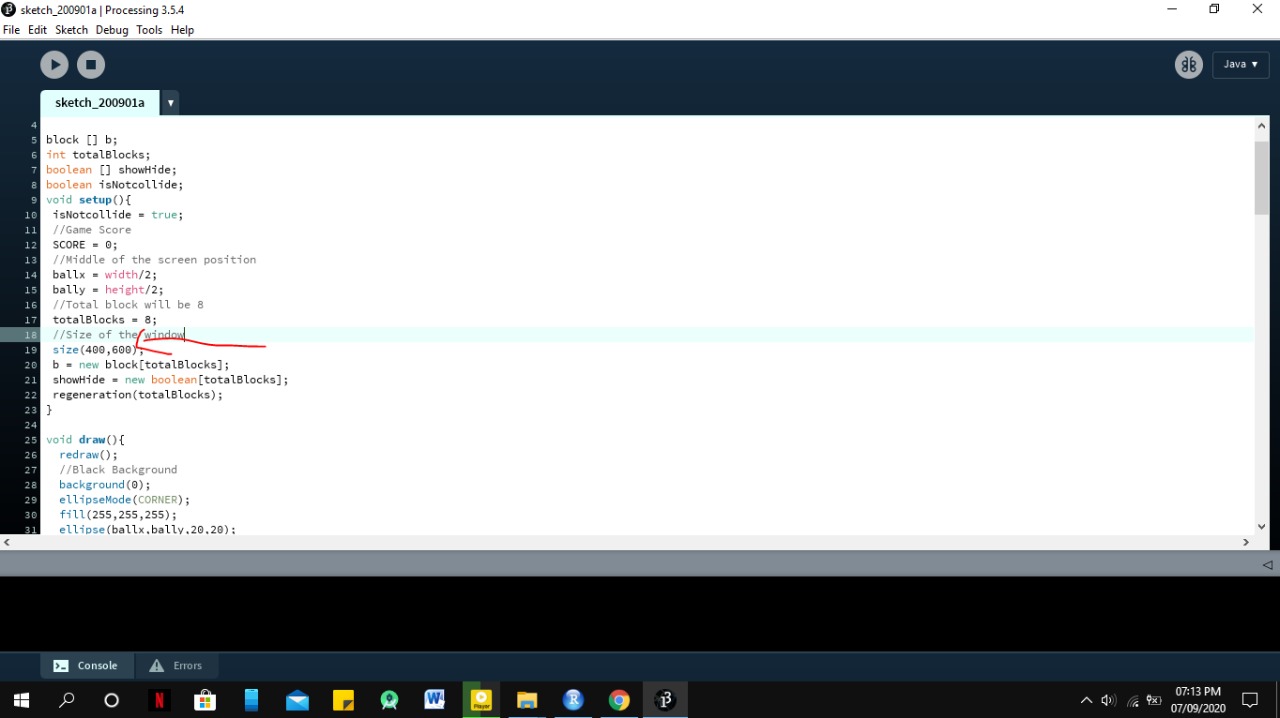 sketch_200901a | Processing 3.5.4
File Edit Sketch Debug Tools Help
Java ▾
sketch_200901a ▾
4
5 block [] b;
6 int totalBlocks;
7 boolean [] showHide;
8 boolean isNotcollide;
9 void setup(){
10 isNotcollide = true;
11 //Game Score
12 SCORE = 0;
13 //Middle of the screen position
14 ballx = width/2;
15 bally = height/2;
16 //Total block will be 8
17 totalBlocks = 8;
18 //Size of the window
19 size(400,600);
20 b = new block[totalBlocks];
21 showHide = new boolean[totalBlocks];
22 regeneration(totalBlocks);
23 }
24
25 void draw(){
26 redraw();
27 //Black Background
28 background(0);
29 ellipseMode(CORNER);
30 fill(255,255,255);
31 ellipse(ballx,bally,20,20);
Console Errors
N W Player R
07:13 PM
07/09/2020